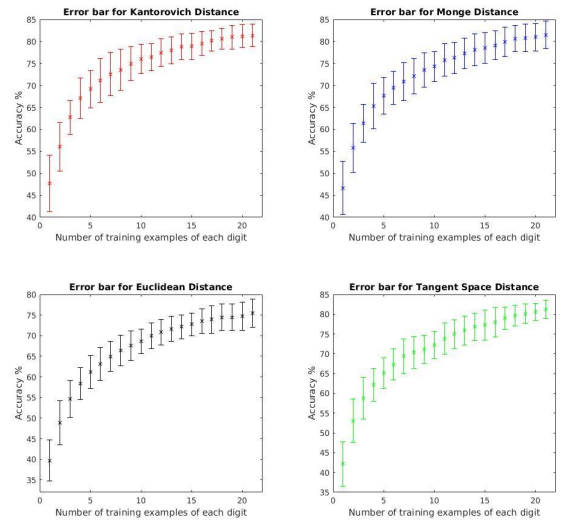 Error bar for Kantorovich Distance
85
80
75
70
65
60
55
50
45
40
Accuracy %
0 5 10 15 20
Number of training examples of each digit
Error bar for Monge Distance
85
80
75
70
65
60
55
50
45
40
Accuracy %
0 5 10 15 20
Number of training examples of each digit
Error bar for Euclidean Distance
80
75
70
65
60
55
50
45
40
35
Accuracy %
5 10 15 20
Number of training examples of each digit
Error bar for Tangent Space Distance
85
80
75
70
65
60
55
50
45
40
35
Accuracy %
0 5 10 15 20
Number of training examples of each digit